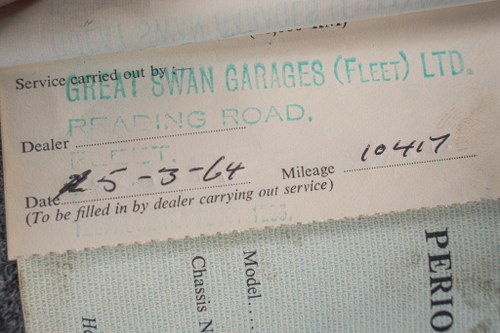 Service carried out by :—
GREAT SWAN GARAGES (FLEET) LTD.
READING ROAD.
Dealer
FLEET.
Date 25-3-64 Mileage 10417
(To be filled in by dealer carrying out service)
Model....
Chassis N
PERIO